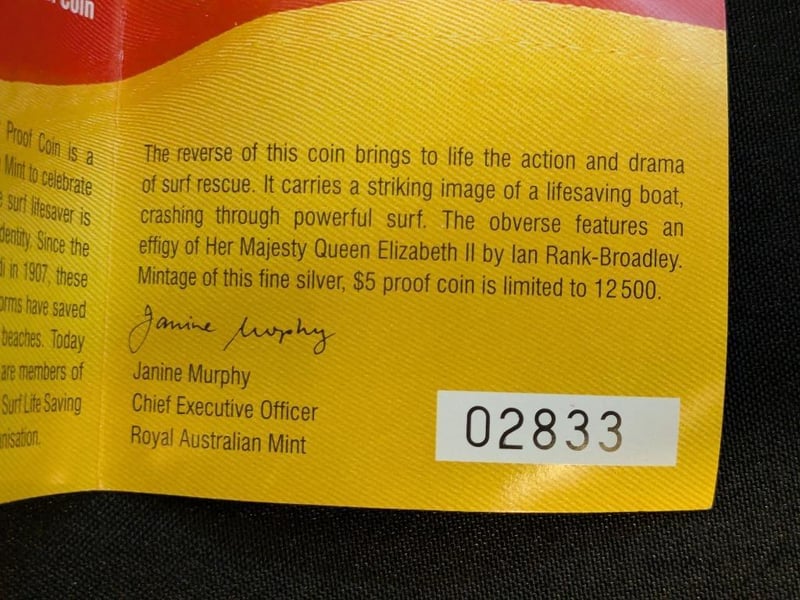 Coin
Proof Coin is a
Mint to celebrate
surf lifesaver is
Since the
in 1907, these
have saved
beaches. Today
are members of
Surf Life Saving
The reverse of this coin brings to life the action and drama
of surf rescue. It carries a striking image of a lifesaving boat,
crashing through powerful surf. The obverse features an
effigy of Her Majesty Queen Elizabeth II by Ian Rank-Broadley.
Mintage of this fine silver, $5 proof coin is limited to 12 500.
Janine Murphy
Janine Murphy
Chief Executive Officer
Royal Australian Mint
02833